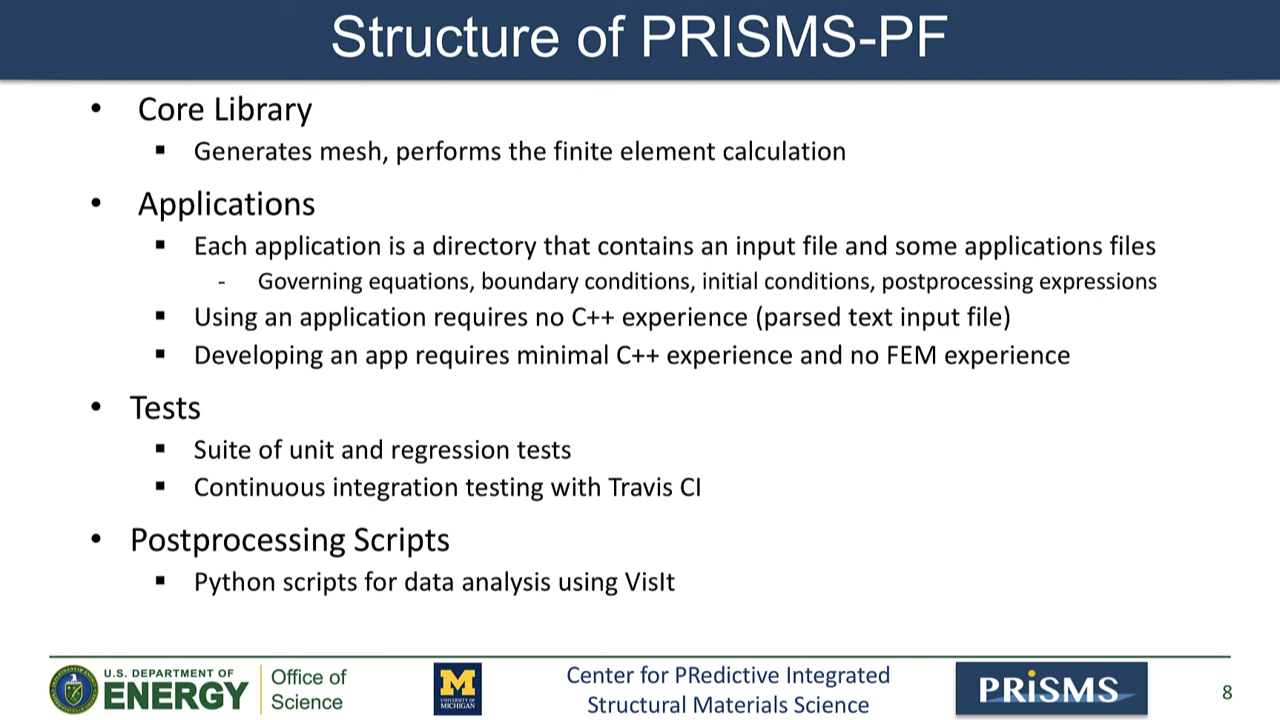 Structure of PRISMS-PF
• Core Library
▪ Generates mesh, performs the finite element calculation
• Applications
▪ Each application is a directory that contains an input file and some applications files
- Governing equations, boundary conditions, initial conditions, postprocessing expressions
▪ Using an application requires no C++ experience (parsed text input file)
▪ Developing an app requires minimal C++ experience and no FEM experience
• Tests
▪ Suite of unit and regression tests
▪ Continuous integration testing with Travis CI
• Postprocessing Scripts
▪ Python scripts for data analysis using VisIt
U.S. DEPARTMENT OF
ENERGY
Office of
Science
M
UNIVERSITY OF
MICHIGAN
Center for PRedictive Integrated
Structural Materials Science
PRiSMS
8